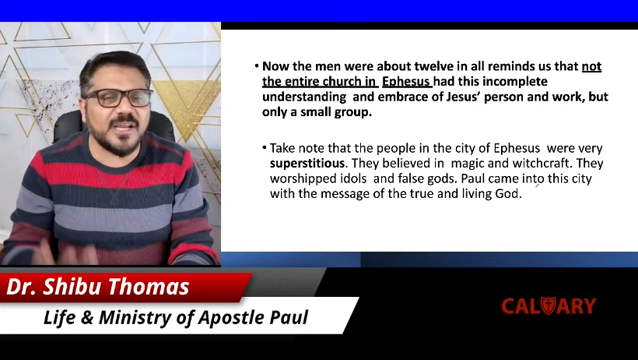 • Now the men were about twelve in all reminds us that not
the entire church in Ephesus had this incomplete
understanding and embrace of Jesus' person and work, but
only a small group.
• Take note that the people in the city of Ephesus were very
superstitious. They believed in magic and witchcraft. They
worshipped idols and false gods. Paul came into this city
with the message of the true and living God.
Dr. Shibu Thomas
Life & Ministry of Apostle Paul
CALVARY